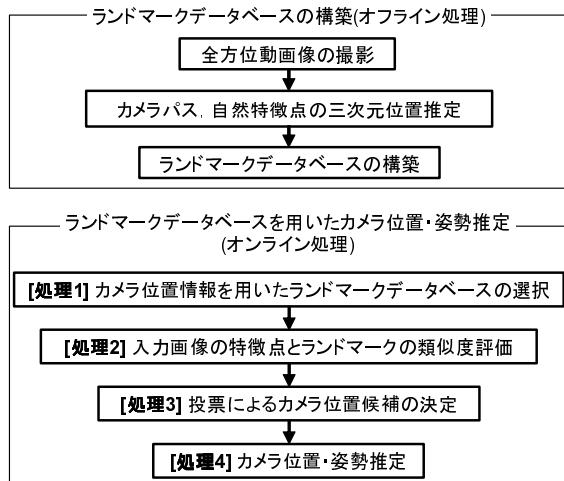 ランドマークデータベースの構築(オフライン処理)
全方位動画像の撮影
カメラパス，自然特徴点の三次元位置推定
ランドマークデータベースの構築
ランドマークデータベースを用いたカメラ位置・姿勢推定
(オンライン処理)
[処理1] カメラ位置情報を用いたランドマークデータベースの選択
[処理2] 入力画像の特徴点とランドマークの類似度評価
[処理3] 投票によるカメラ位置候補の決定
[処理4] カメラ位置・姿勢推定